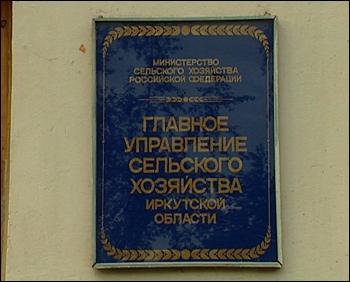 МИНИСТЕРСТВО
СЕЛЬСКОГО ХОЗЯЙСТВА
РОССИЙСКОЙ ФЕДЕРАЦИИ
ГЛАВНОЕ
УПРАВЛЕНИЕ
СЕЛЬСКОГО
ХОЗЯЙСТВА
ИРКУТСКОЙ
ОБЛАСТИ